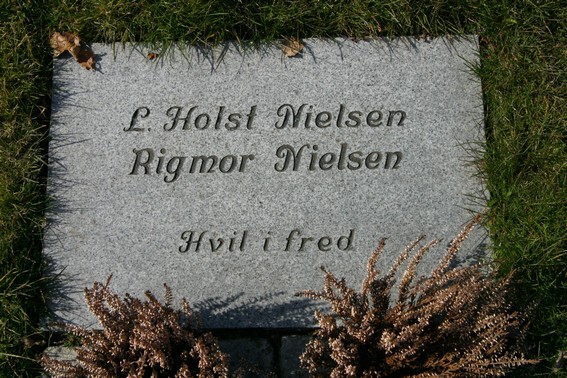 L. Holst Nielsen
Rigmor Nielsen
Hvil i fred